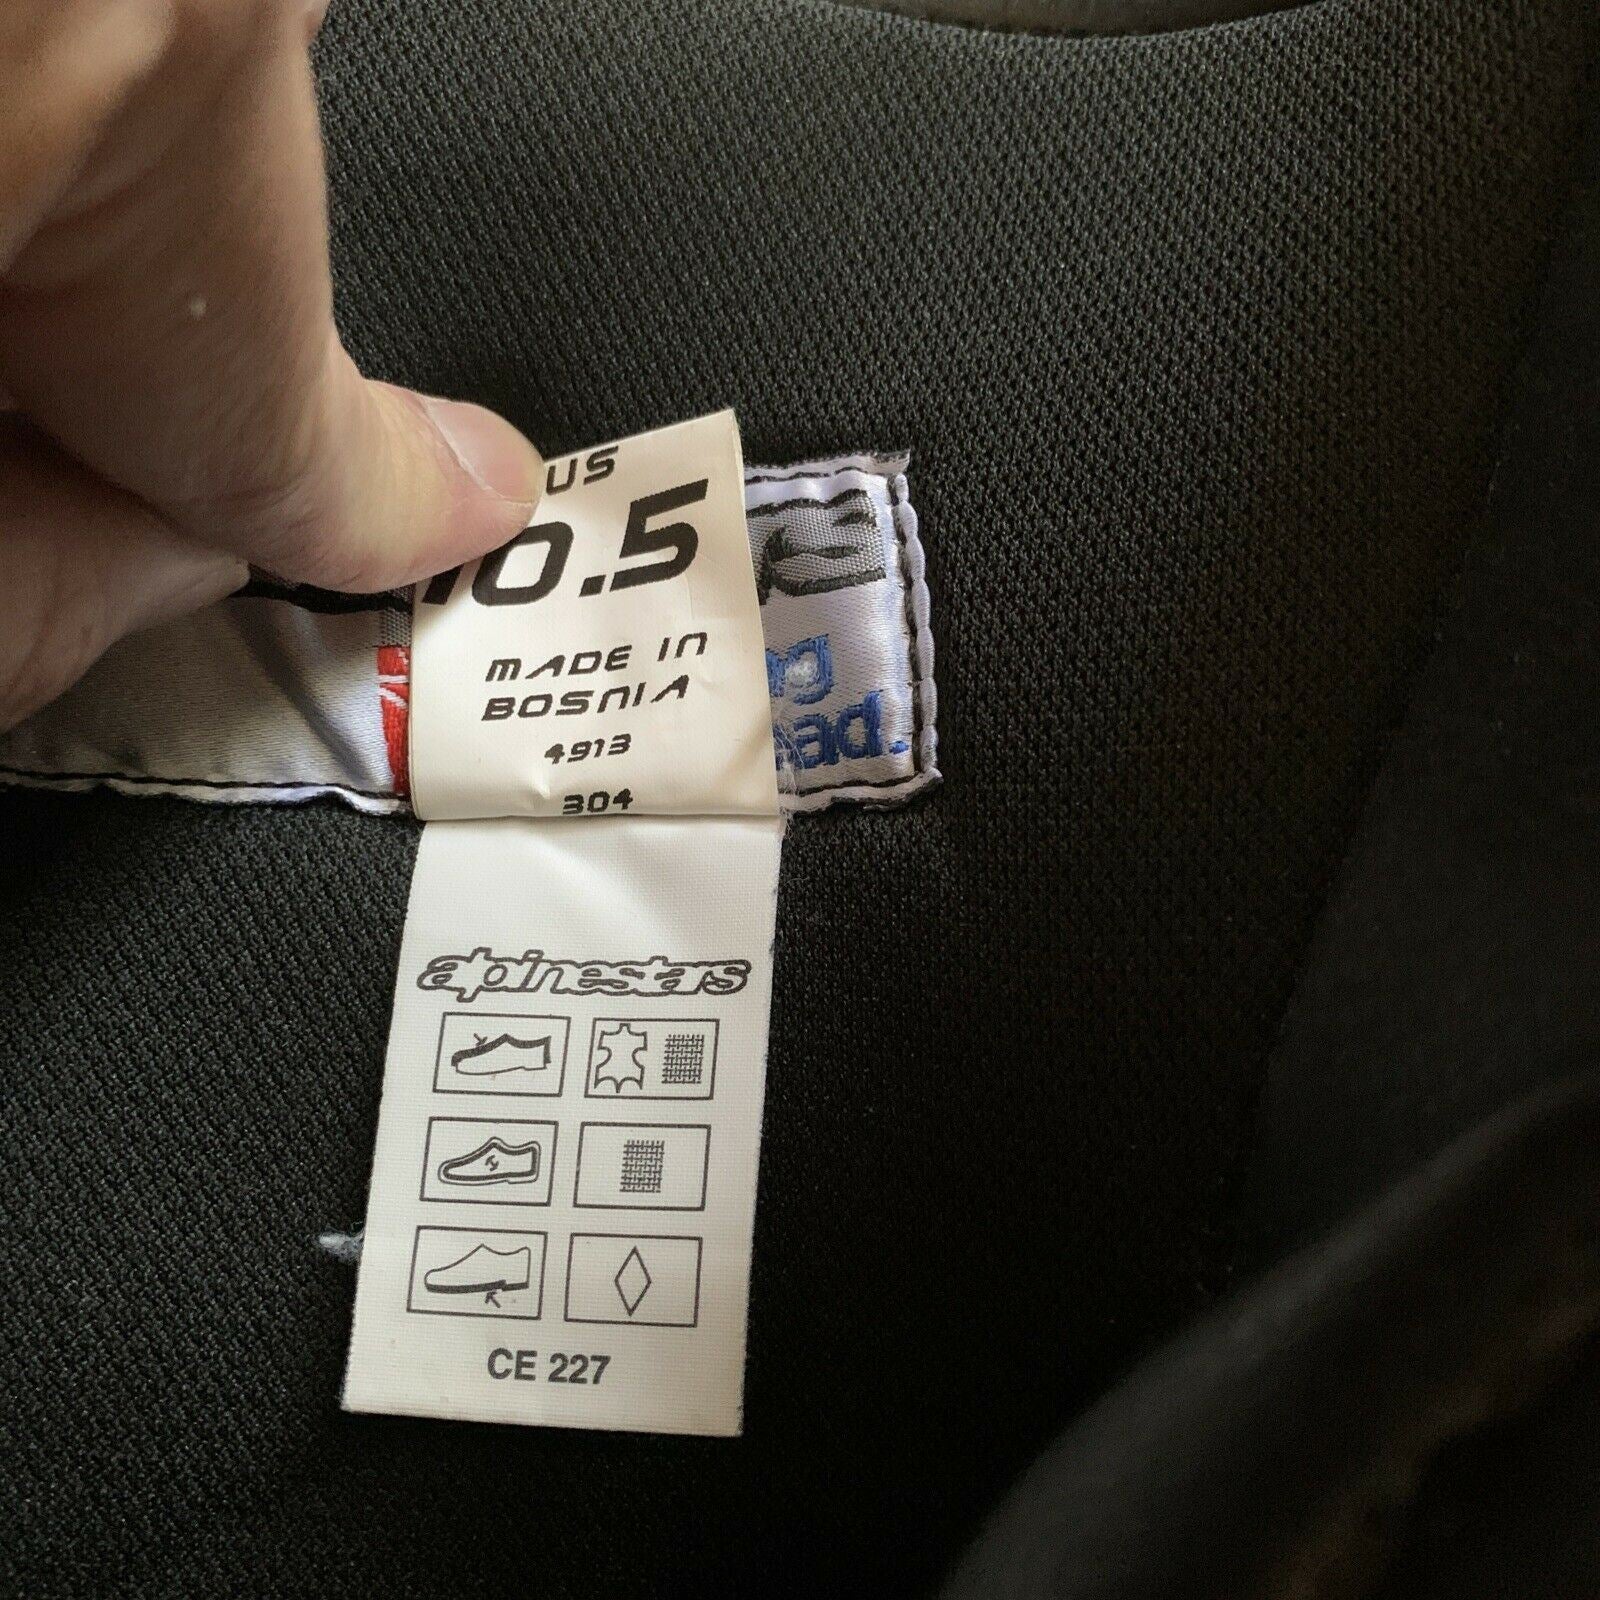 US
10.5
MADE IN
BOSNIA
4913
304
alpinestars
CE 227